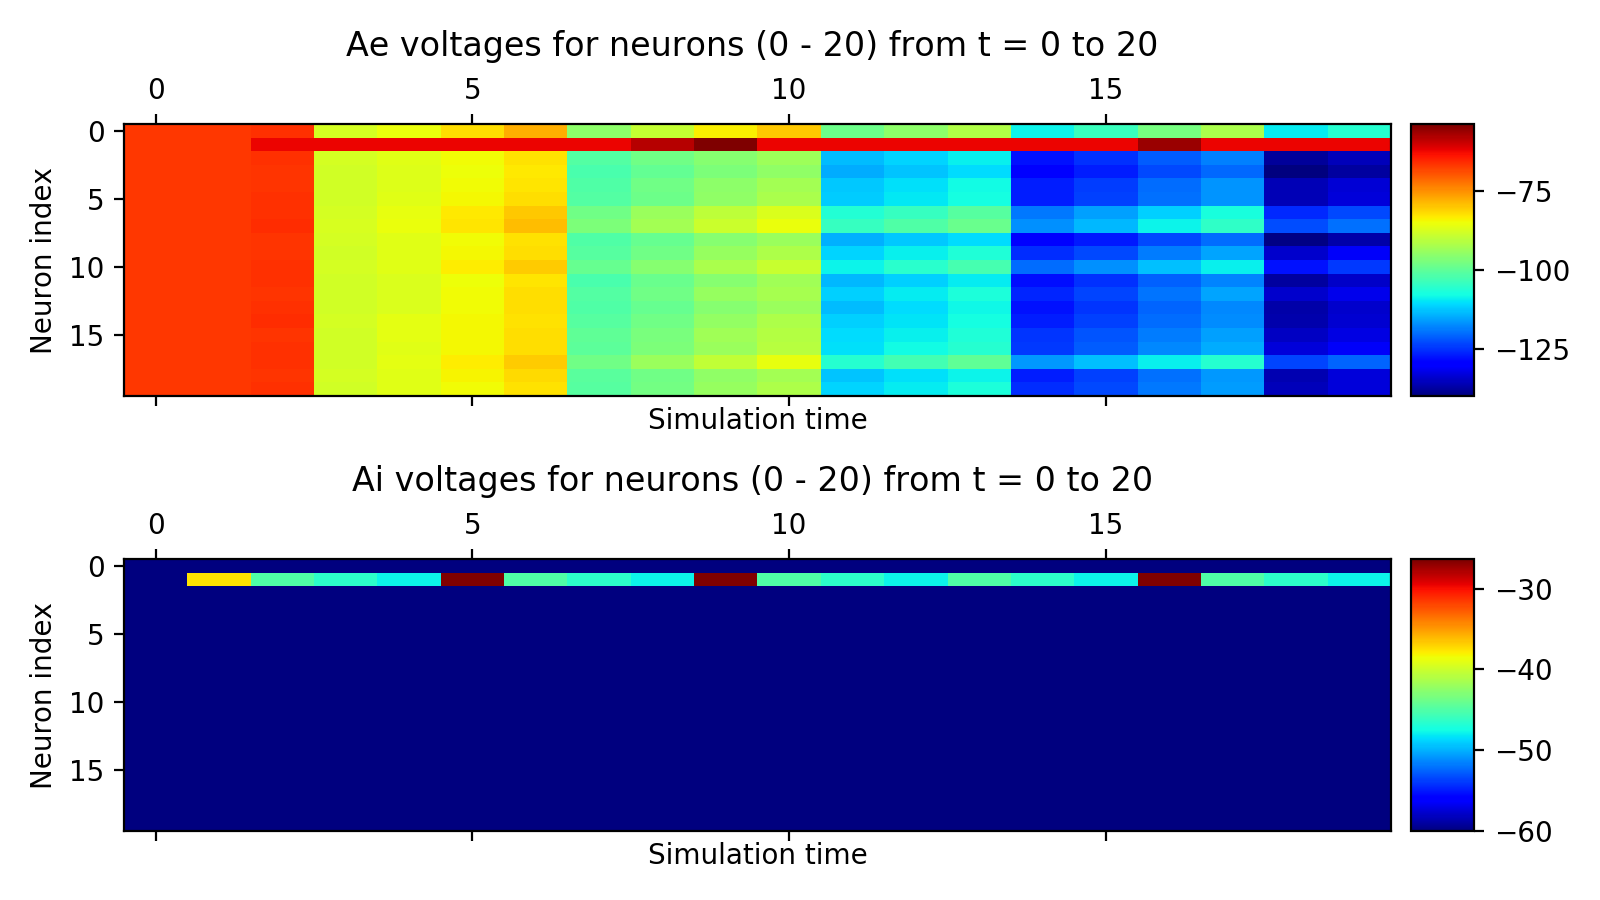 Ae voltages for neurons (0 - 20) from t = 0 to 20
0 5 10 15
Neuron index
0
5
10
15
−75
−100
−125
Simulation time
Ai voltages for neurons (0 - 20) from t = 0 to 20
0 5 10 15
Neuron index
0
5
10
15
−30
−40
−50
−60
Simulation time